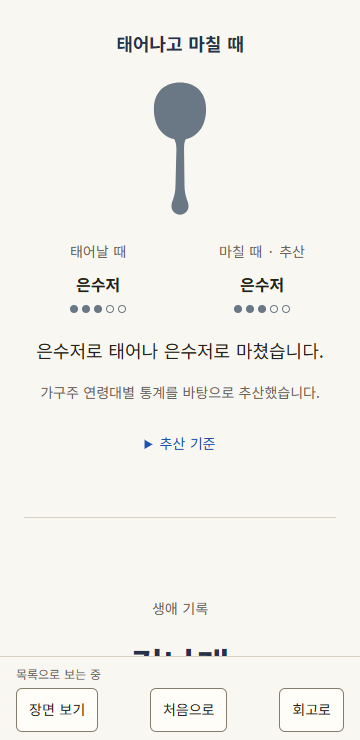 태어나고 마칠 때
태어날 때
마칠 때 · 추산
은수저
은수저
은수저로 태어나 은수저로 마쳤습니다.
가구주 연령대별 통계를 바탕으로 추산했습니다.
▶ 추산 기준
생애 기록
목록으로 보는 중
장면 보기
처음으로
회고로